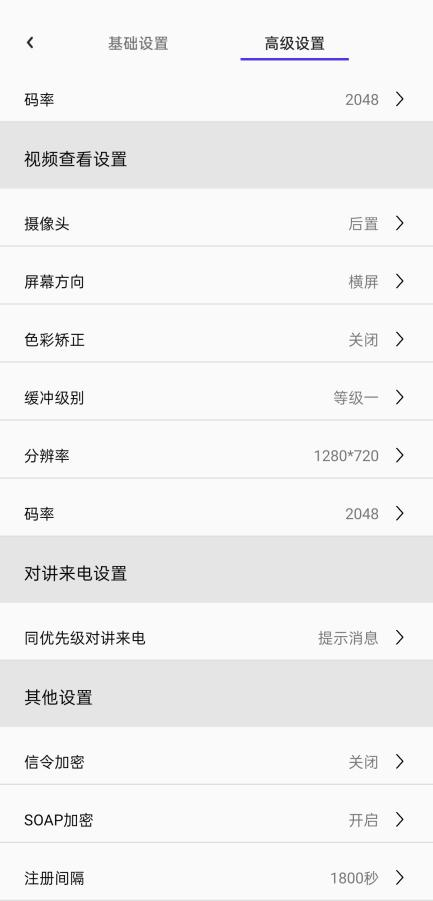 基础设置 高级设置
码率 2048
视频查看设置
摄像头 后置
屏幕方向 横屏
色彩矫正 关闭
缓冲级别 等级一
分辨率 1280*720
码率 2048
对讲来电设置
同优先级对讲来电 提示消息
其他设置
信令加密 关闭
SOAP加密 开启
注册间隔 1800秒